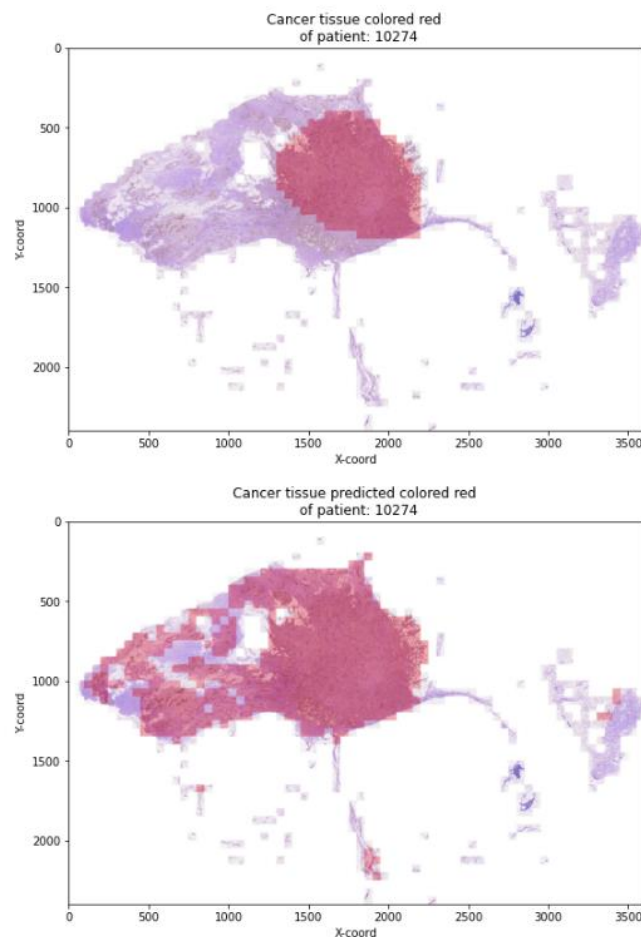 Cancer tissue colored red
of patient: 10274
0
500
1000
1500
2000
Y-coord
0 500 1000 1500 2000 2500 3000 3500
X-coord
Cancer tissue predicted colored red
of patient: 10274
0
500
1000
1500
2000
Y-coord
0 500 1000 1500 2000 2500 3000 3500
X-coord